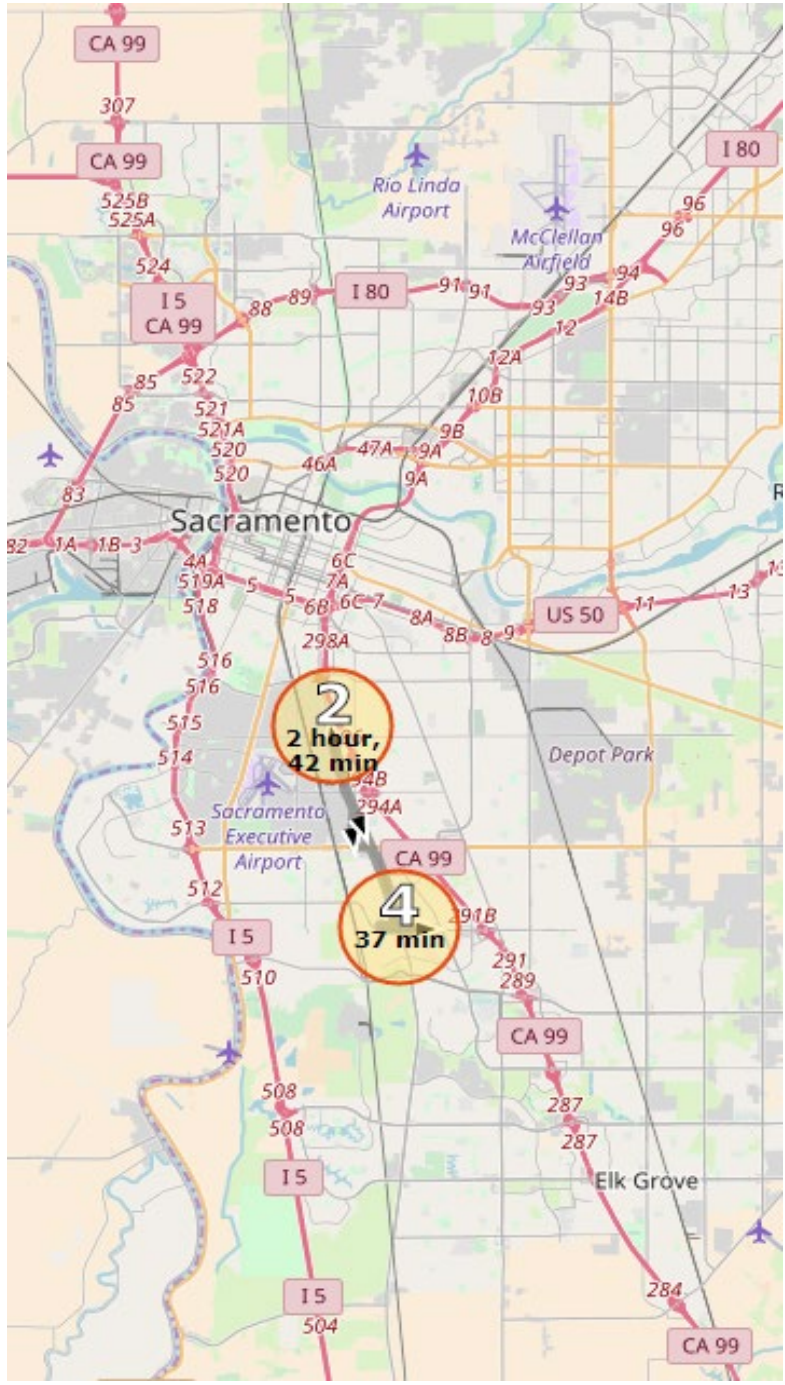 CA 99
307
CA 99
I 80
525B
525A
Rio Linda
Airport
96
96
McClellan
Airfield
524
I 5
CA 99
88
89
I 80
91
91
93
93
94
14B
12
85
85
522
12A
521
10B
521A
9B
520
47A
9A
46A
520
9A
83
Sacramento
R
82
1A
1B
3
4A
6C
519A
7A
5
5
6B
6C
7
518
8A
US 50
11
13
13
298A
8B
8
9
516
516
2
2 hour,
42 min
515
514
Depot Park
94B
294A
Sacramento
Executive
Airport
513
CA 99
512
4
37 min
291B
I 5
291
510
289
CA 99
508
287
508
287
I 5
Elk Grove
I 5
284
504
CA 99